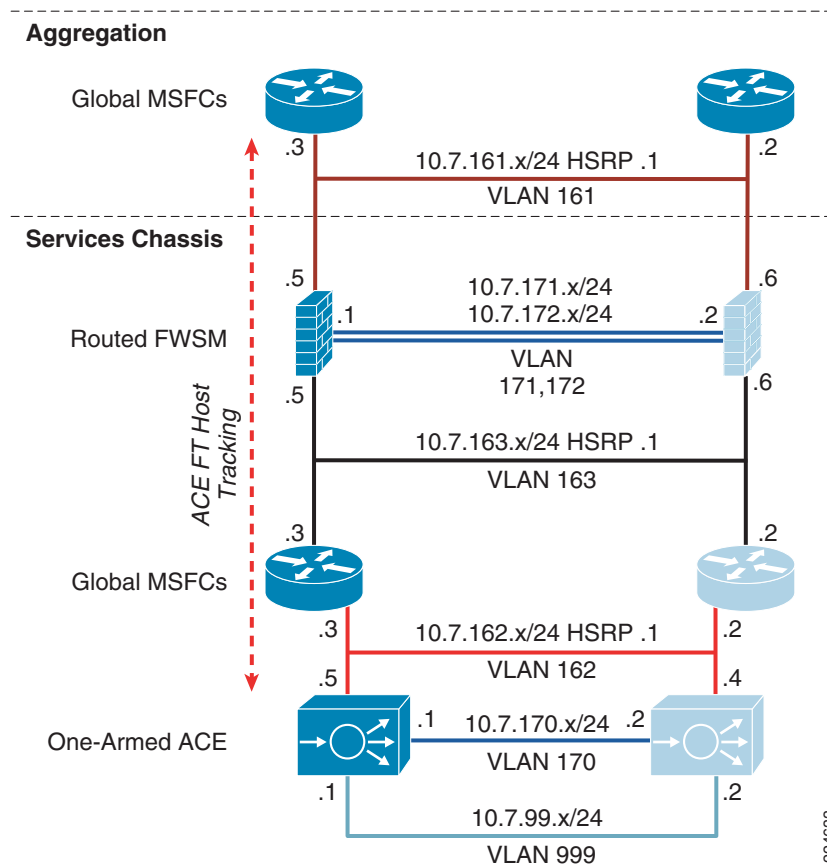 Aggregation
Global MSFCs
.3
10.7.161.x/24 HSRP .1
.2
VLAN 161
Services Chassis
.5
.6
10.7.171.x/24
.1
10.7.172.x/24
.2
Routed FWSM
VLAN
171,172
.5
.6
ACE FT Host
Tracking
10.7.163.x/24 HSRP .1
VLAN 163
.3
.2
Global MSFCs
.3
10.7.162.x/24 HSRP .1
.2
VLAN 162
.5
.4
One-Armed ACE
.1
10.7.170.x/24
.2
VLAN 170
.1
.2
10.7.99.x/24
VLAN 999